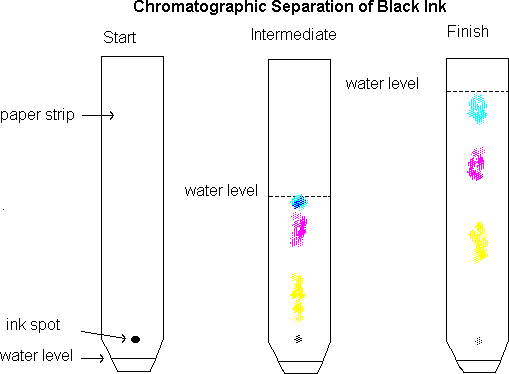 Chromatographic Separation of Black Ink
Start
Intermediate
Finish
water level
paper strip
water level
ink spot
water level